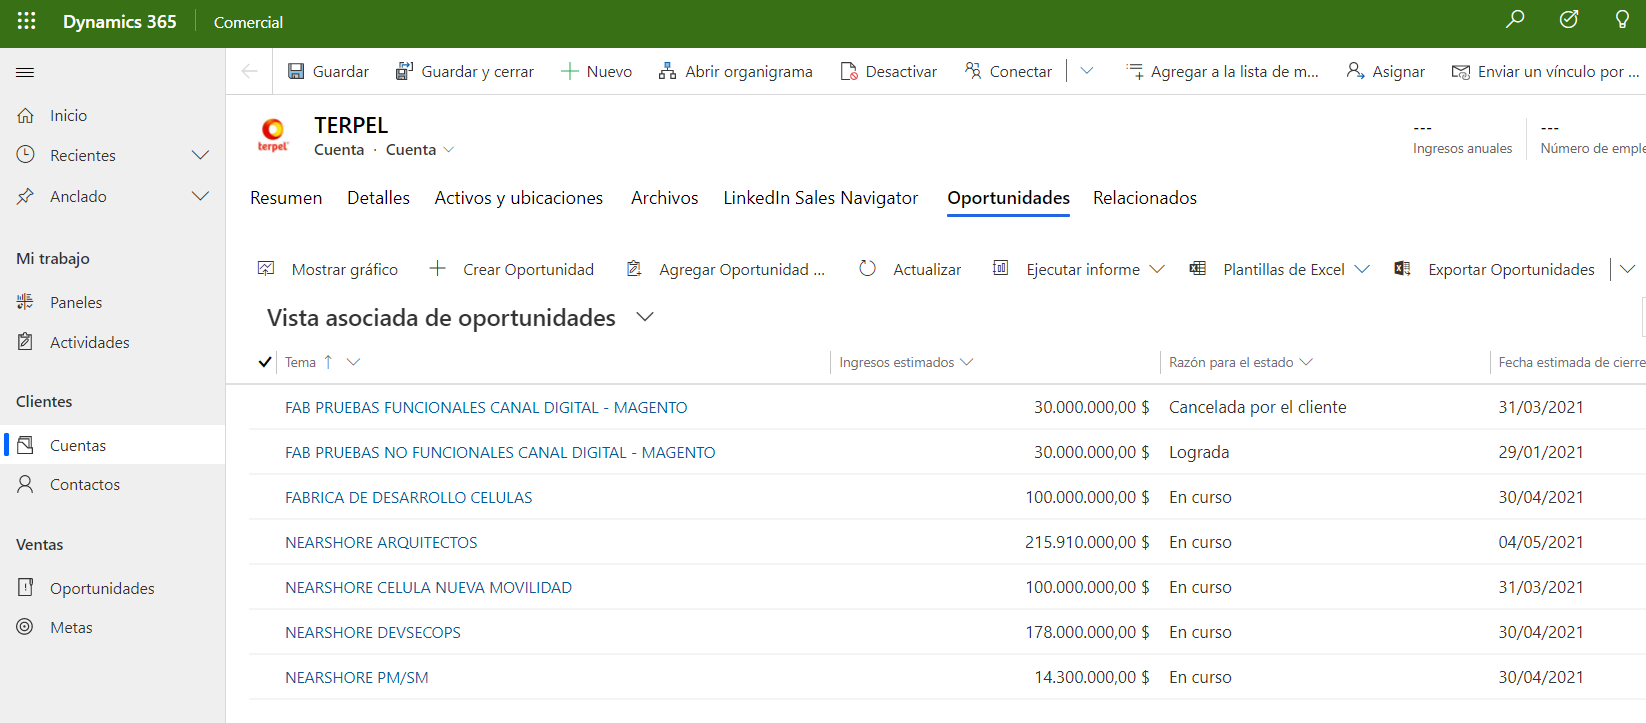 Dynamics 365
Comercial
Guardar
Guardar y cerrar
Nuevo
Abrir organigrama
Desactivar
Conectar
Agregar a la lista de m...
Asignar
Enviar un vínculo por ...
Inicio
Recientes
Anclado
Mi trabajo
Paneles
Actividades
Clientes
Cuentas
Contactos
Ventas
Oportunidades
Metas
terpel
TERPEL
Cuenta · Cuenta
---
Ingresos anuales
---
Número de emple
Resumen Detalles Activos y ubicaciones Archivos LinkedIn Sales Navigator Oportunidades Relacionados
Mostrar gráfico Crear Oportunidad Agregar Oportunidad ... Actualizar Ejecutar informe Plantillas de Excel Exportar Oportunidades
Vista asociada de oportunidades
Tema Ingresos estimados Razón para el estado Fecha estimada de cierre
FAB PRUEBAS FUNCIONALES CANAL DIGITAL - MAGENTO 30.000.000,00 $ Cancelada por el cliente 31/03/2021
FAB PRUEBAS NO FUNCIONALES CANAL DIGITAL - MAGENTO 30.000.000,00 $ Lograda 29/01/2021
FABRICA DE DESARROLLO CELULAS 100.000.000,00 $ En curso 30/04/2021
NEARSHORE ARQUITECTOS 215.910.000,00 $ En curso 04/05/2021
NEARSHORE CELULA NUEVA MOVILIDAD 100.000.000,00 $ En curso 31/03/2021
NEARSHORE DEVSECOPS 178.000.000,00 $ En curso 30/04/2021
NEARSHORE PM/SM 14.300.000,00 $ En curso 30/04/2021